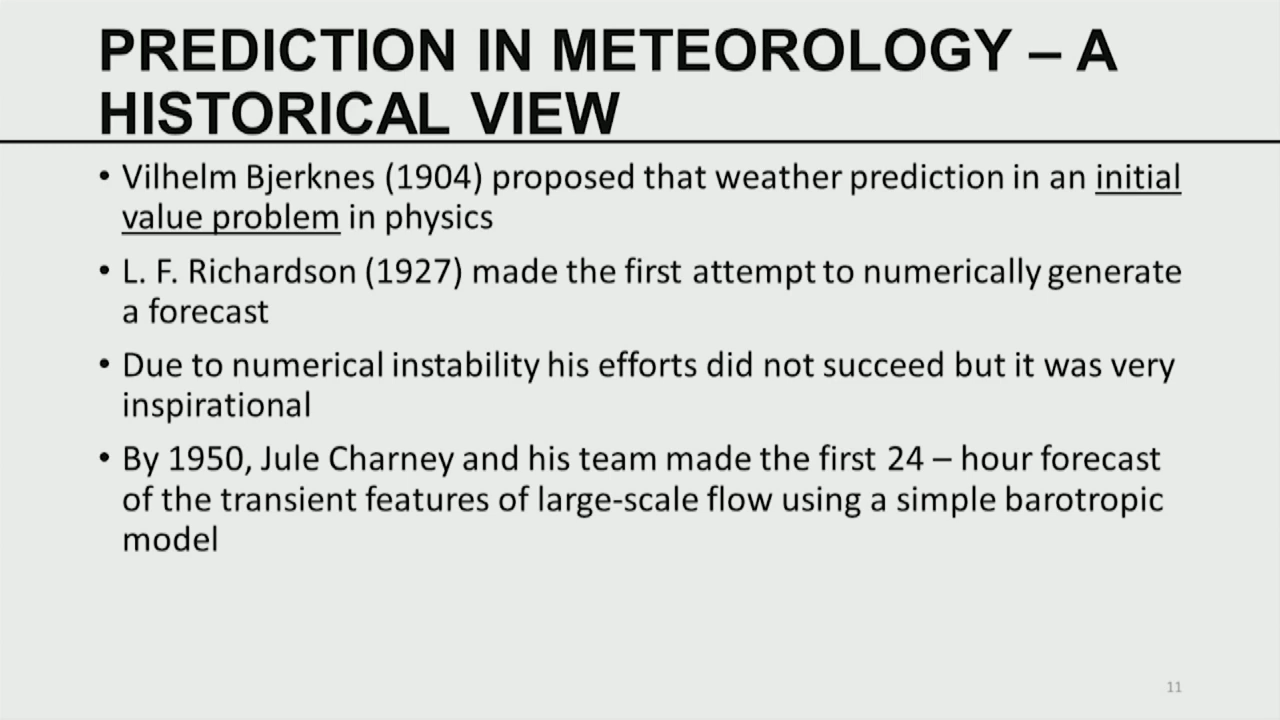 PREDICTION IN METEOROLOGY – A
HISTORICAL VIEW
• Vilhelm Bjerknes (1904) proposed that weather prediction in an initial
value problem in physics
• L. F. Richardson (1927) made the first attempt to numerically generate
a forecast
• Due to numerical instability his efforts did not succeed but it was very
inspirational
• By 1950, Jule Charney and his team made the first 24 – hour forecast
of the transient features of large-scale flow using a simple barotropic
model
11